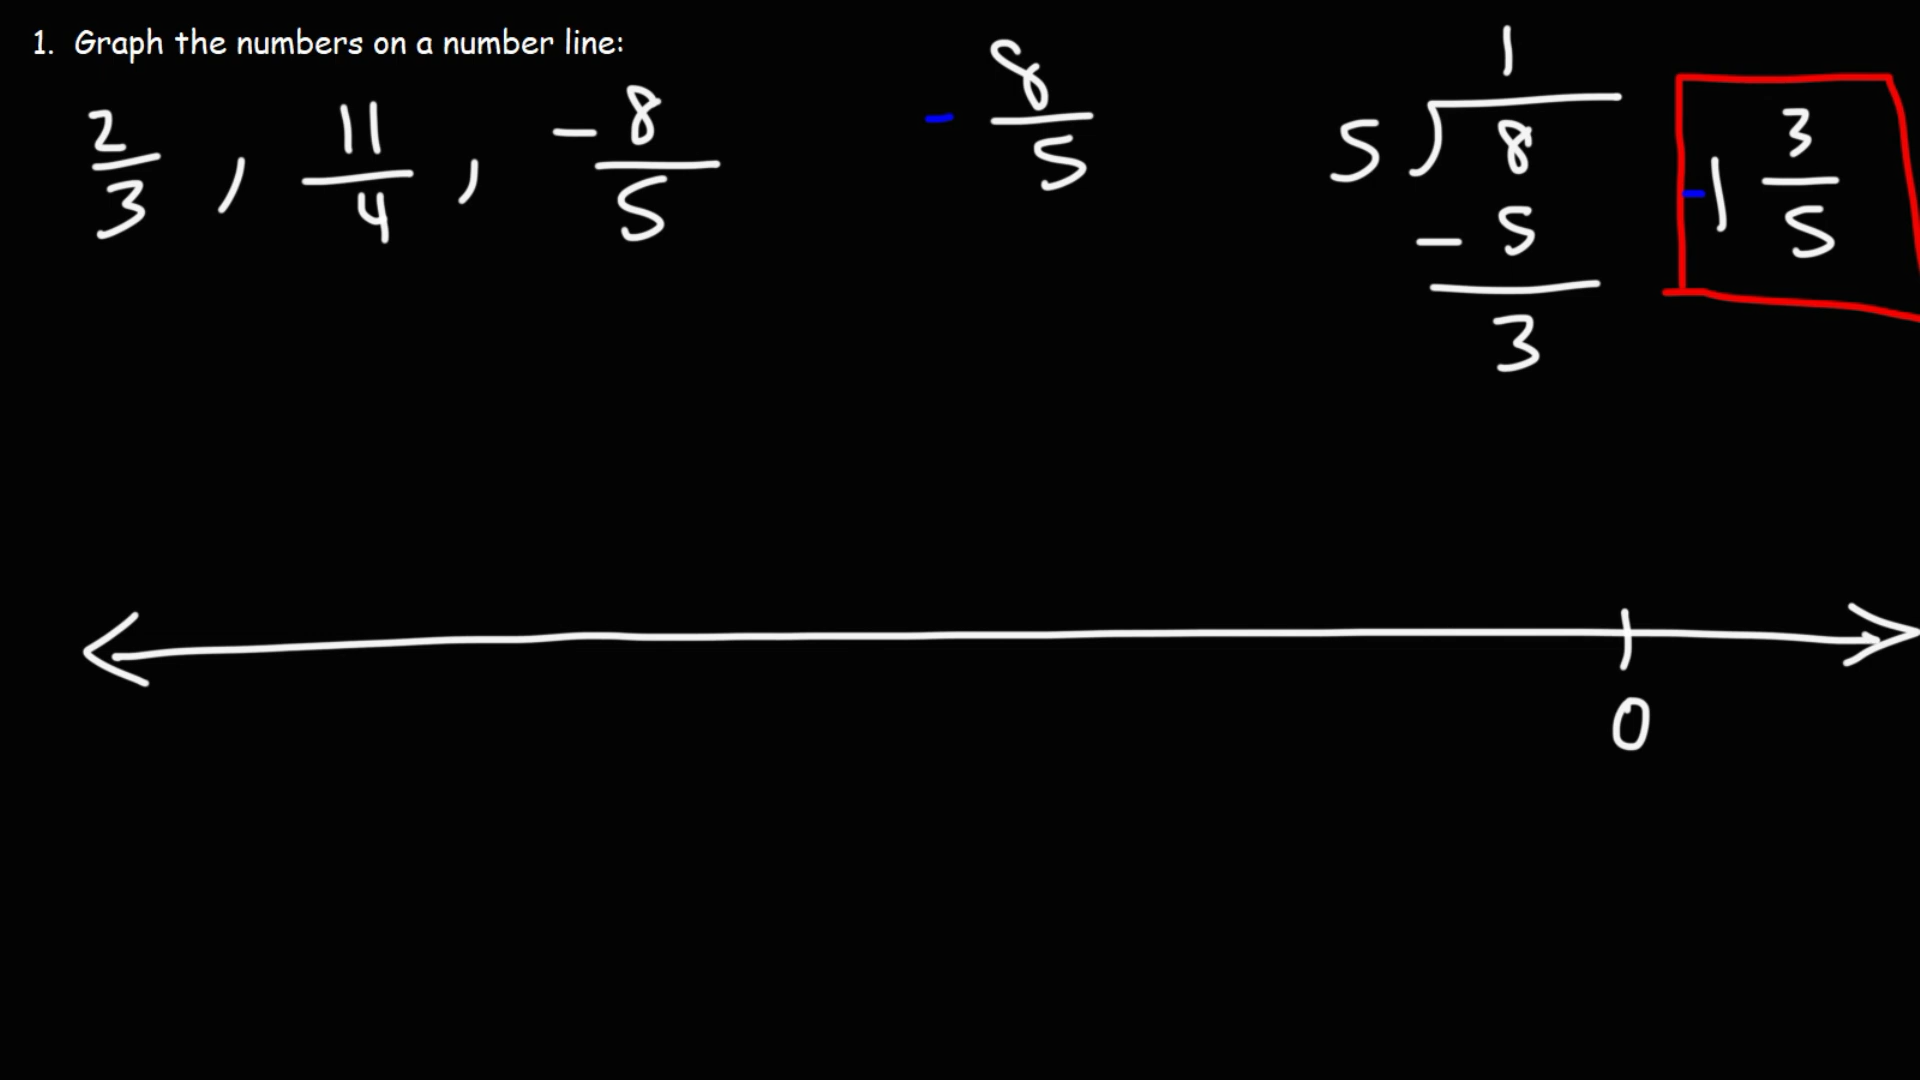 1. Graph the numbers on a number line:
2/3 , 11/4 , -8/5
- 8/5
1
5 ) 8
- 5
3
-1 3/5
0